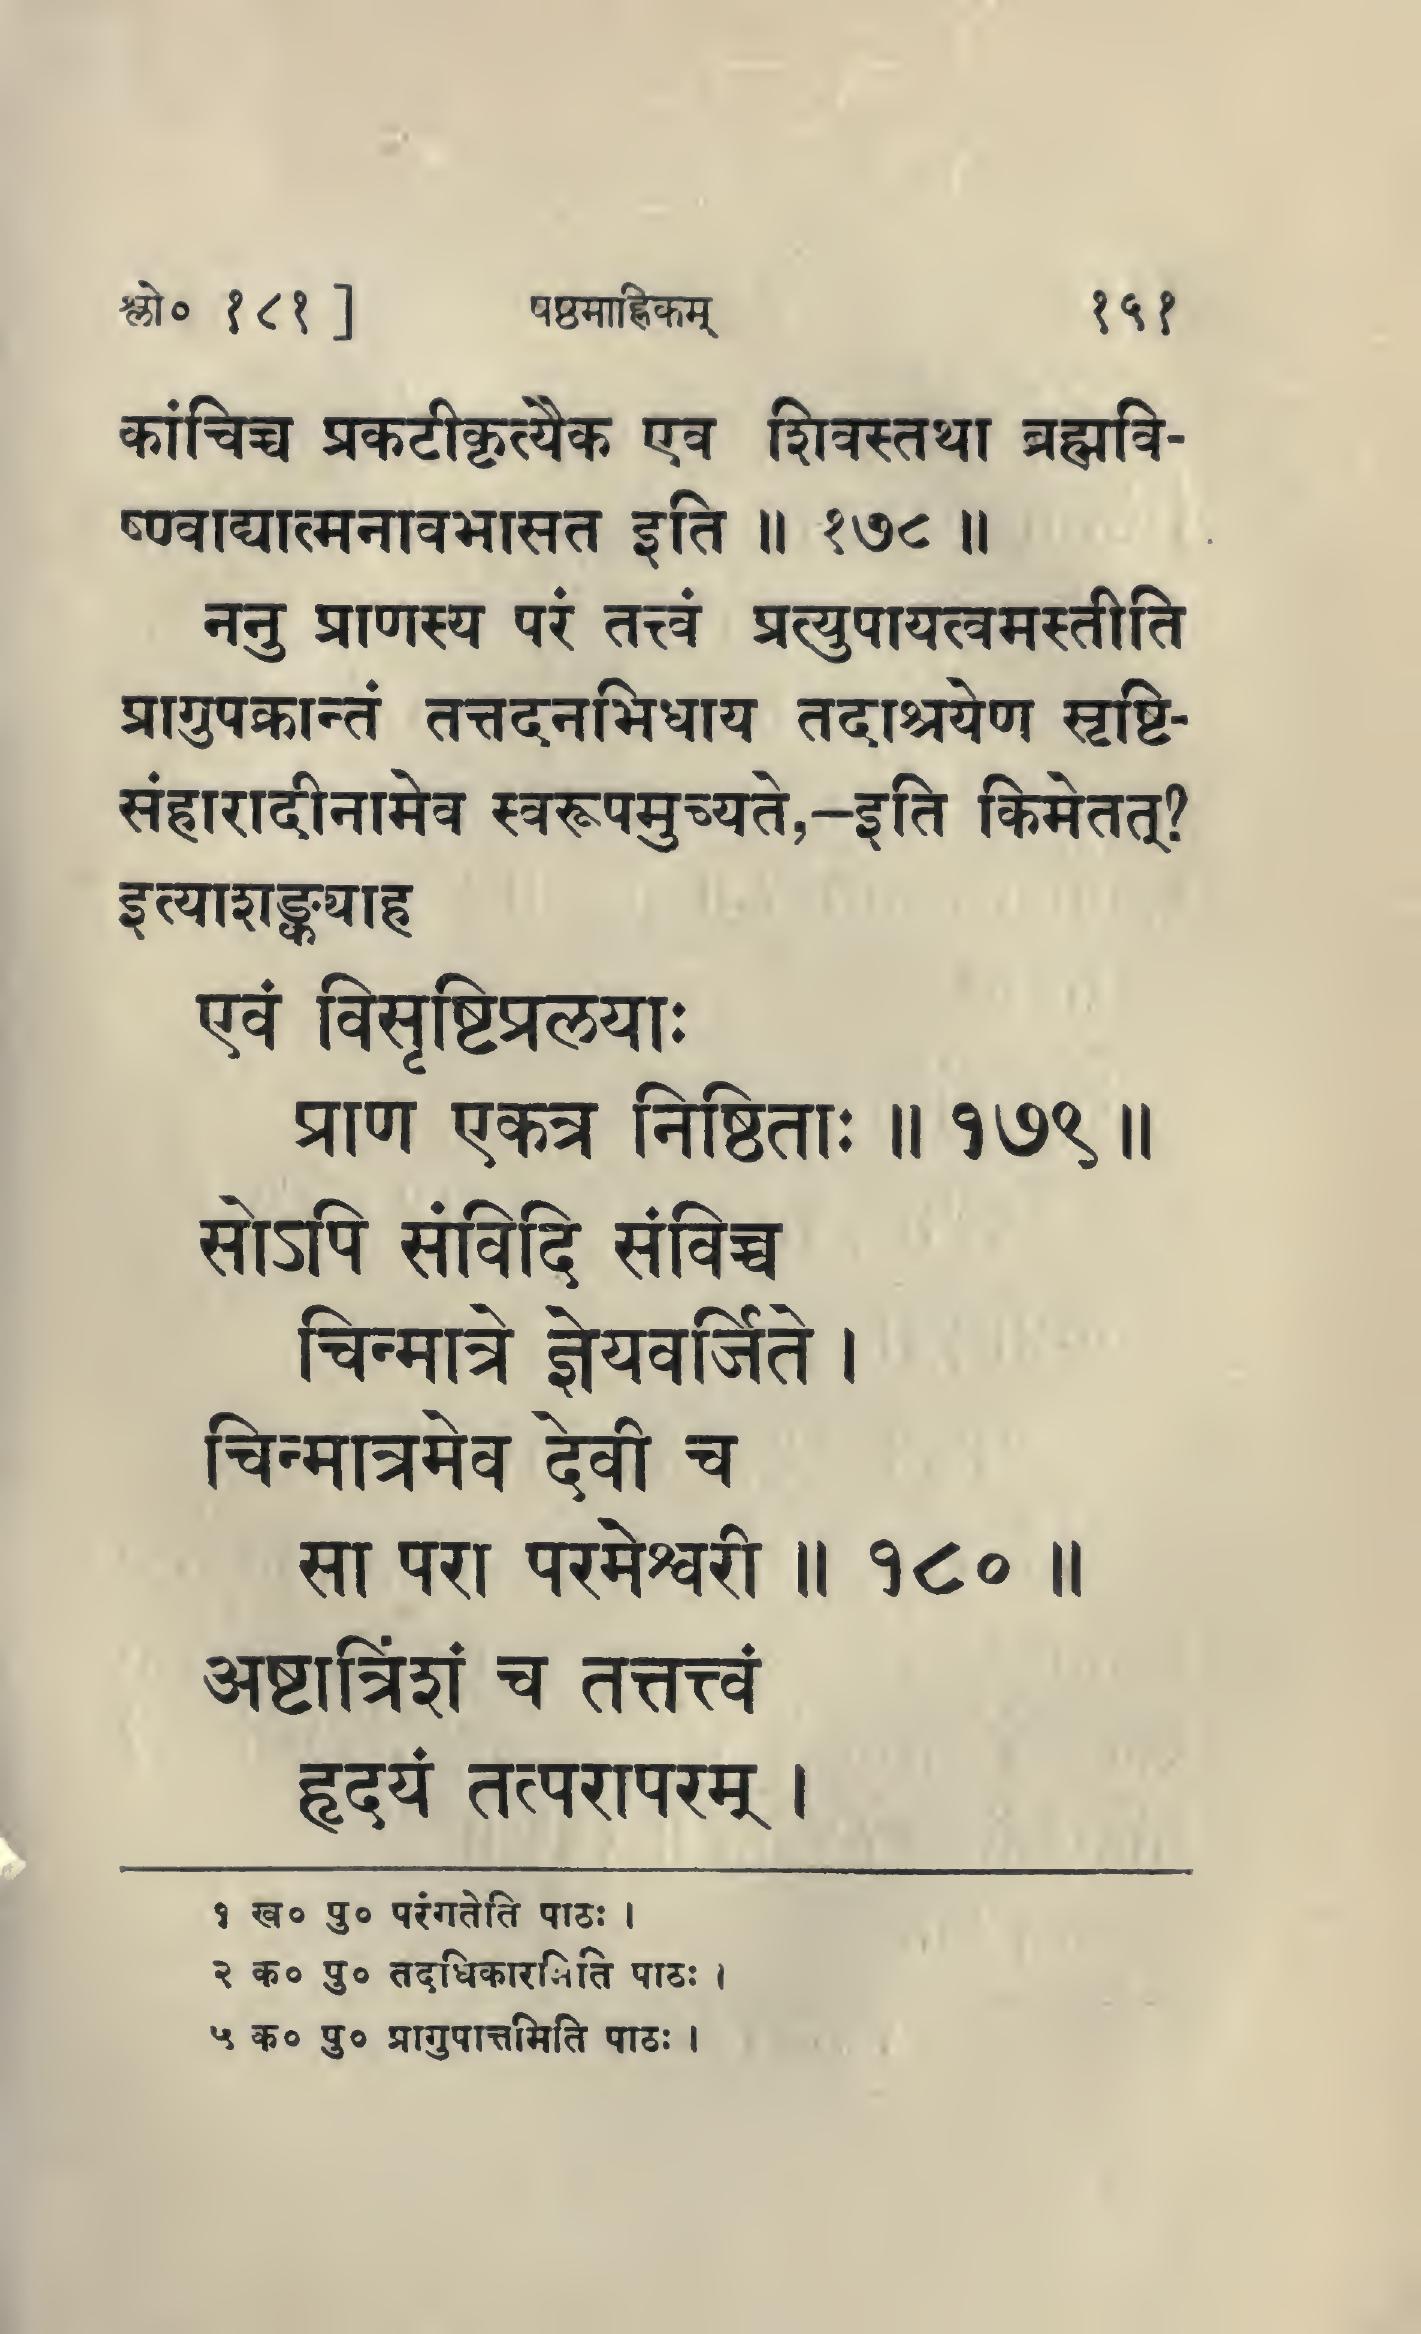 श्लो० १८१ ] षष्ठमाह्निकम् १५१
कांचिच्च प्रकटीकृत्यैक एव शिवस्तथा ब्रह्मवि-
ष्ण्वाद्यात्मनावभासत इति ॥ १७८ ॥
ननु प्राणस्य परं तत्त्वं प्रत्युपायत्वमस्तीति
प्रागुपक्रान्तं तत्तदनभिधाय तदाश्रयेण सृष्टि-
संहारादीनामेव स्वरूपमुच्यते,—इति किमेतत्?
इत्याशङ्क्याह
एवं विसृष्टिप्रलयाः
प्राण एकत्र निष्ठिताः ॥ १७९ ॥
सोऽपि संविदि संविच्च
चिन्मात्रे ज्ञेयवर्जिते ।
चिन्मात्रमेव देवी च
सा परा परमेश्वरी ॥ १८० ॥
अष्टात्रिंशं च तत्तत्त्वं
हृदयं तत्परापरम् ।
१ ख० पु० परंगतेति पाठः ।
२ क० पु० तदधिकारमिति पाठः ।
५ क० पु० प्रागुपात्तमिति पाठः ।